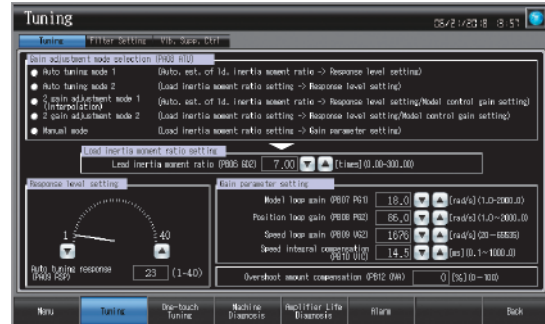 Tuning
Tuning Filter Setting Vib. Supp. Ctrl
Gain adjustment mode selection (PA08 ATU)
Auto tuning mode 1 (Auto. est. of ld. inertia moment ratio -> Response level setting)
Auto tuning mode 2 (Load inertia moment ratio setting -> Response level setting)
2 gain adjustment mode 1 (Auto. est. of ld. inertia moment ratio -> Response level setting/Model control gain setting)
(Interpolation)
2 gain adjustment mode 2 (Load inertia moment ratio setting -> Response level setting/Model control gain setting)
Manual mode (Load inertia moment ratio setting -> Gain parameter setting)
Load inertia moment ratio setting
Load inertia moment ratio (PB06 GD2) 7.00 [times](0.00-300.00)
Response level setting
1 40
Auto tuning response
(PA09 RSP) 23 (1-40)
Gain parameter setting
Model loop gain (PB07 PG1) 18.0 [rad/s](1.0-2000.0)
Position loop gain (PB08 PG2) 86.0 [rad/s](1.0~2000.0)
Speed loop gain (PB09 VG2) 1676 [rad/s](20-65535)
Speed integral compensation
(PB10 VIC) 14.5 [ms](0.1~1000.0)
Overshoot amount compensation (PB12 OVA) 0 [%](0-100)
Menu Tuning One-touch Tuning Machine Diagnosis Amplifier Life Diagnosis Alarm Back